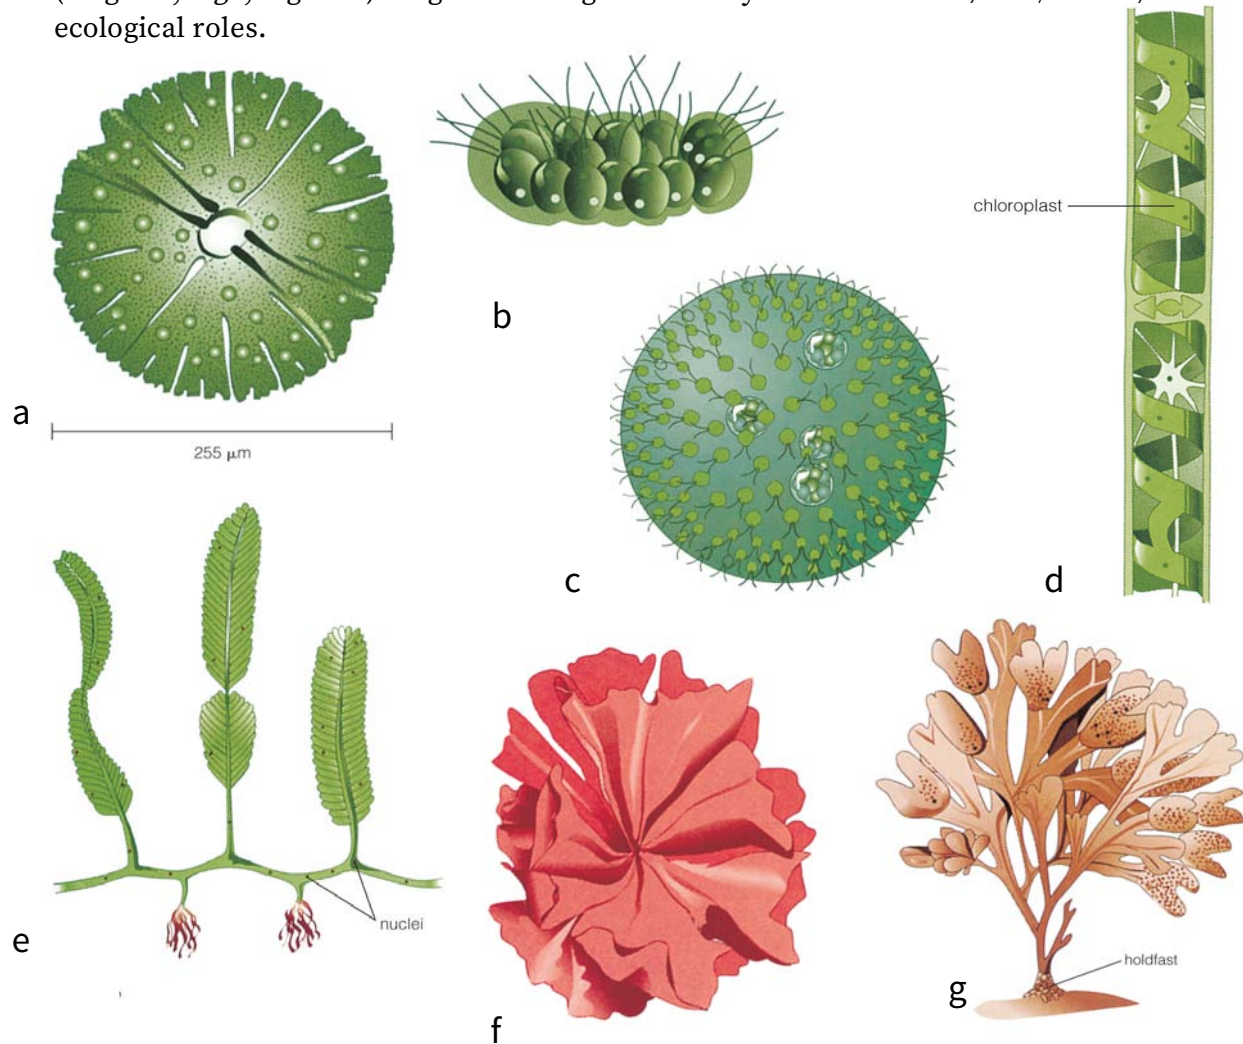 ecological roles.
chloroplast
b
a
255 μm
c
d
nuclei
e
holdfast
g
f